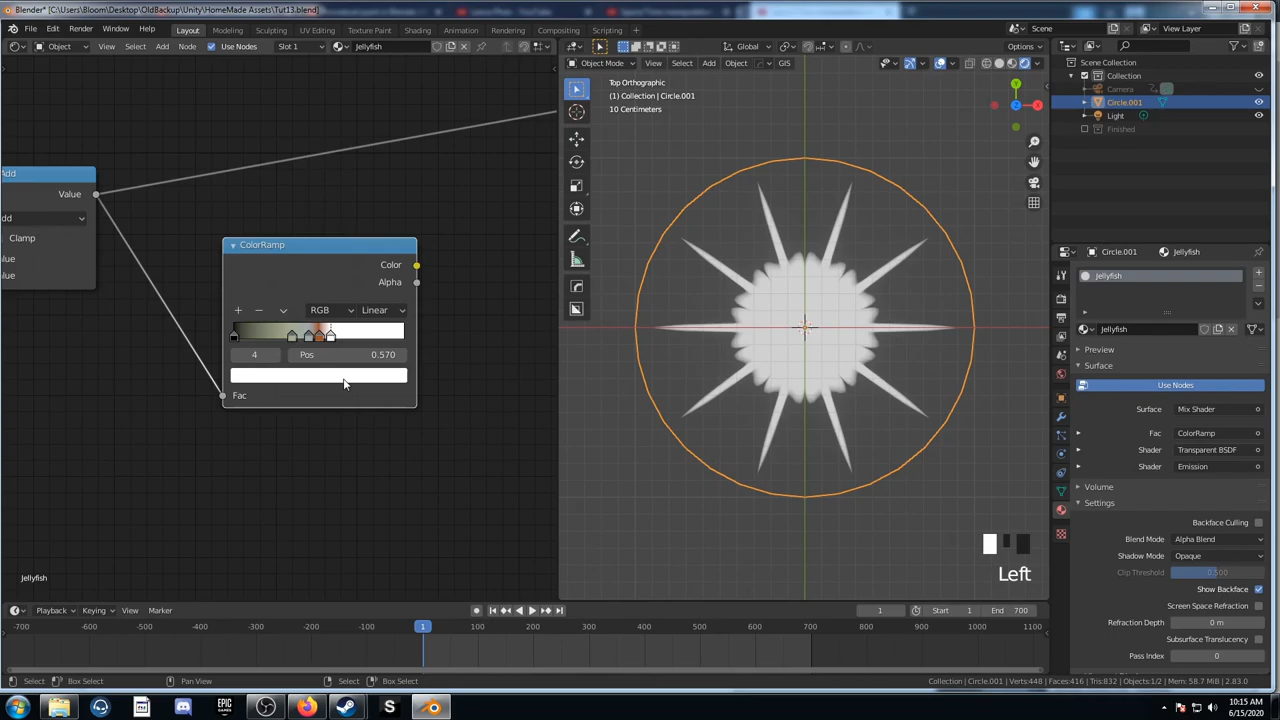 Blender* [C:\Users\Bloom\Desktop\OldBackup\Unity\HomeMade Assets\Tut13.blend]
File Edit Render Window Help Layout Modeling Sculpting UV Editing Texture Paint Shading Animation Rendering Compositing Scripting + Scene View Layer
Object View Select Add Node Use Nodes Slot 1 Jellyfish Global Options
Object Mode View Select Add Object GIS
Scene Collection
Collection
Camera
Circle.001
Light
Finished
Top Orthographic
(1) Collection | Circle.001
10 Centimeters
Y
X
Z
Add
Value
dd
Clamp
lue
alue
ColorRamp
Color
Alpha
RGB Linear
4 Pos 0.570
Fac
Circle.001 Jellyfish
Jellyfish
Jellyfish
Preview
Surface
Use Nodes
Surface Mix Shader
Fac ColorRamp
Shader Transparent BSDF
Shader Emission
Volume
Settings
Backface Culling
Blend Mode Alpha Blend
Shadow Mode Opaque
Clip Threshold 0.500
Show Backface
Screen Space Refraction
Refraction Depth 0 m
Subsurface Translucency
Pass Index 0
Left
Jellyfish
Playback Keying View Marker 1 Start 1 End 700
-700 -600 -500 -400 -300 -200 -100 1 100 200 300 400 500 600 700 800 900 1000 1100
Select Box Select Pan View Select Box Select Collection | Circle.001 | Verts:448 | Faces:416 | Tris:832 | Objects:1/2 | Mem: 58.7 MiB | 2.83.0
EPIC GAMES
S
10:15 AM
6/15/2020